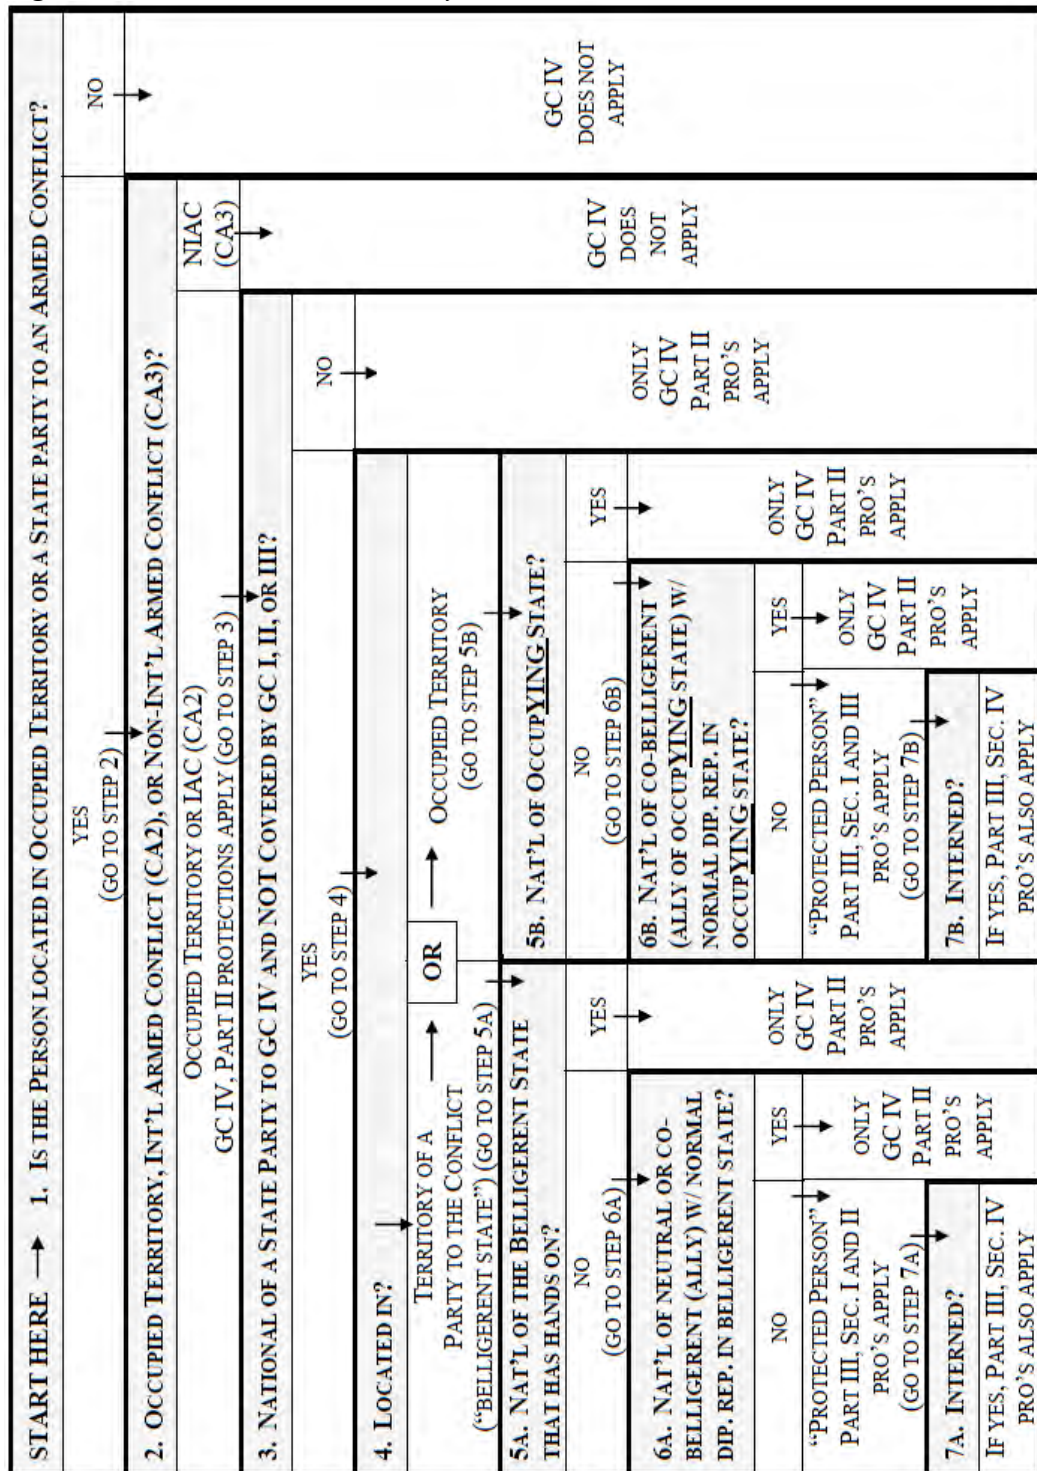 START HERE → 1. IS THE PERSON LOCATED IN OCCUPIED TERRITORY OR A STATE PARTY TO AN ARMED CONFLICT?
YES
(GO TO STEP 2)
NO
2. OCCUPIED TERRITORY, INT'L ARMED CONFLICT (CA2), OR NON-INT'L ARMED CONFLICT (CA3)?
GC IV
DOES NOT
APPLY
OCCUPIED TERRITORY OR IAC (CA2)
GC IV, PART II PROTECTIONS APPLY (GO TO STEP 3)
NIAC
(CA3)
3. NATIONAL OF A STATE PARTY TO GC IV AND NOT COVERED BY GC I, II, OR III?
GC IV
DOES
NOT
APPLY
YES
(GO TO STEP 4)
NO
4. LOCATED IN?
ONLY
GC IV
PART II
PRO'S
APPLY
TERRITORY OF A
PARTY TO THE CONFLICT
("BELLIGERENT STATE") (GO TO STEP 5A)
OR
OCCUPIED TERRITORY
(GO TO STEP 5B)
5A. NAT'L OF THE BELLIGERENT STATE
THAT HAS HANDS ON?
5B. NAT'L OF OCCUPYING STATE?
NO
(GO TO STEP 6A)
YES
NO
(GO TO STEP 6B)
YES
6A. NAT'L OF NEUTRAL OR CO-
BELLIGERENT (ALLY) W/ NORMAL
DIP. REP. IN BELLIGERENT STATE?
ONLY
GC IV
PART II
PRO'S
APPLY
6B. NAT'L OF CO-BELLIGERENT
(ALLY OF OCCUPYING STATE) W/
NORMAL DIP. REP. IN
OCCUPYING STATE?
ONLY
GC IV
PART II
PRO'S
APPLY
NO
YES
NO
YES
"PROTECTED PERSON"
PART III, SEC. I AND II
PRO'S APPLY
(GO TO STEP 7A)
ONLY
GC IV
PART II
PRO'S
APPLY
"PROTECTED PERSON"
PART III, SEC. I AND III
PRO'S APPLY
(GO TO STEP 7B)
ONLY
GC IV
PART II
PRO'S
APPLY
7A. INTERNED?
IF YES, PART III, SEC. IV
PRO'S ALSO APPLY
7B. INTERNED?
IF YES, PART III, SEC. IV
PRO'S ALSO APPLY